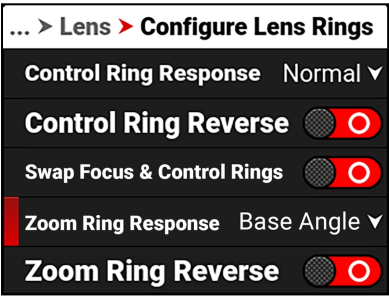 ... > Lens > Configure Lens Rings
Control Ring Response Normal
Control Ring Reverse
Swap Focus & Control Rings
Zoom Ring Response Base Angle
Zoom Ring Reverse